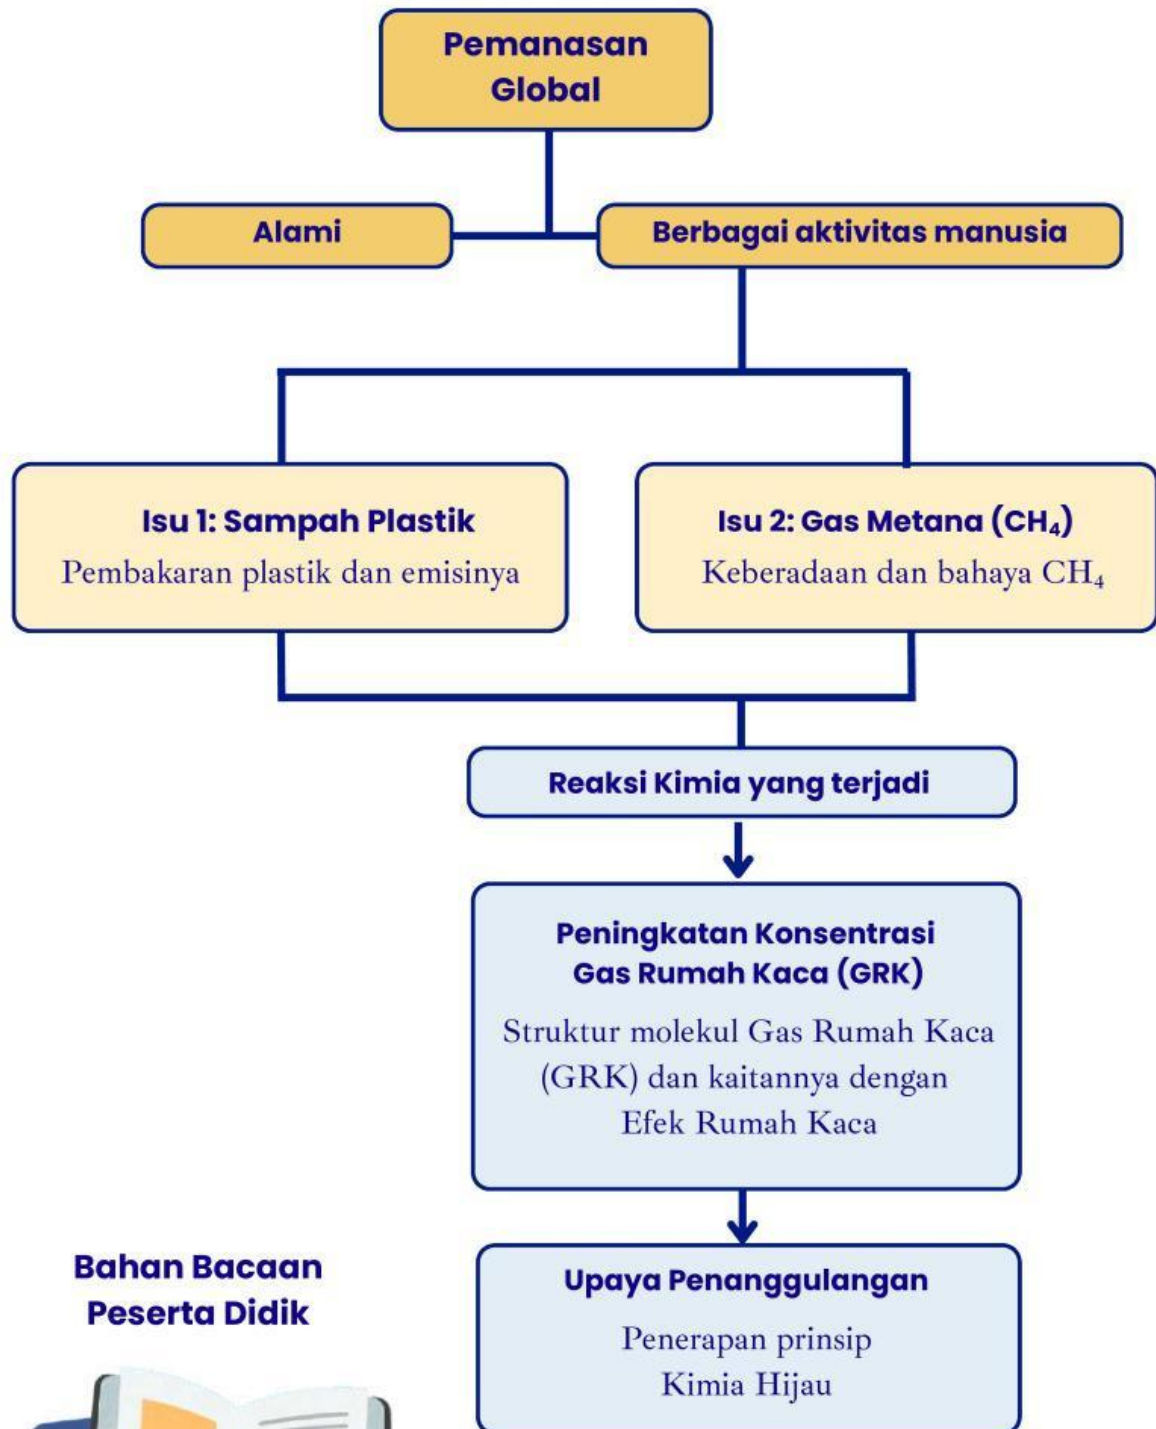 Pemanasan
Global
Alami
Berbagai aktivitas manusia
Isu 1: Sampah Plastik
Pembakaran plastik dan emisinya
Isu 2: Gas Metana (CH₄)
Keberadaan dan bahaya CH₄
Reaksi Kimia yang terjadi
Peningkatan Konsentrasi
Gas Rumah Kaca (GRK)
Struktur molekul Gas Rumah Kaca
(GRK) dan kaitannya dengan
Efek Rumah Kaca
Upaya Penanggulangan
Penerapan prinsip
Kimia Hijau
Bahan Bacaan
Peserta Didik